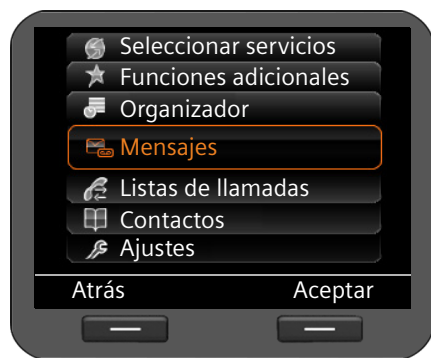 Seleccionar servicios
Funciones adicionales
Organizador
Mensajes
Listas de llamadas
Contactos
Ajustes
Atrás Aceptar